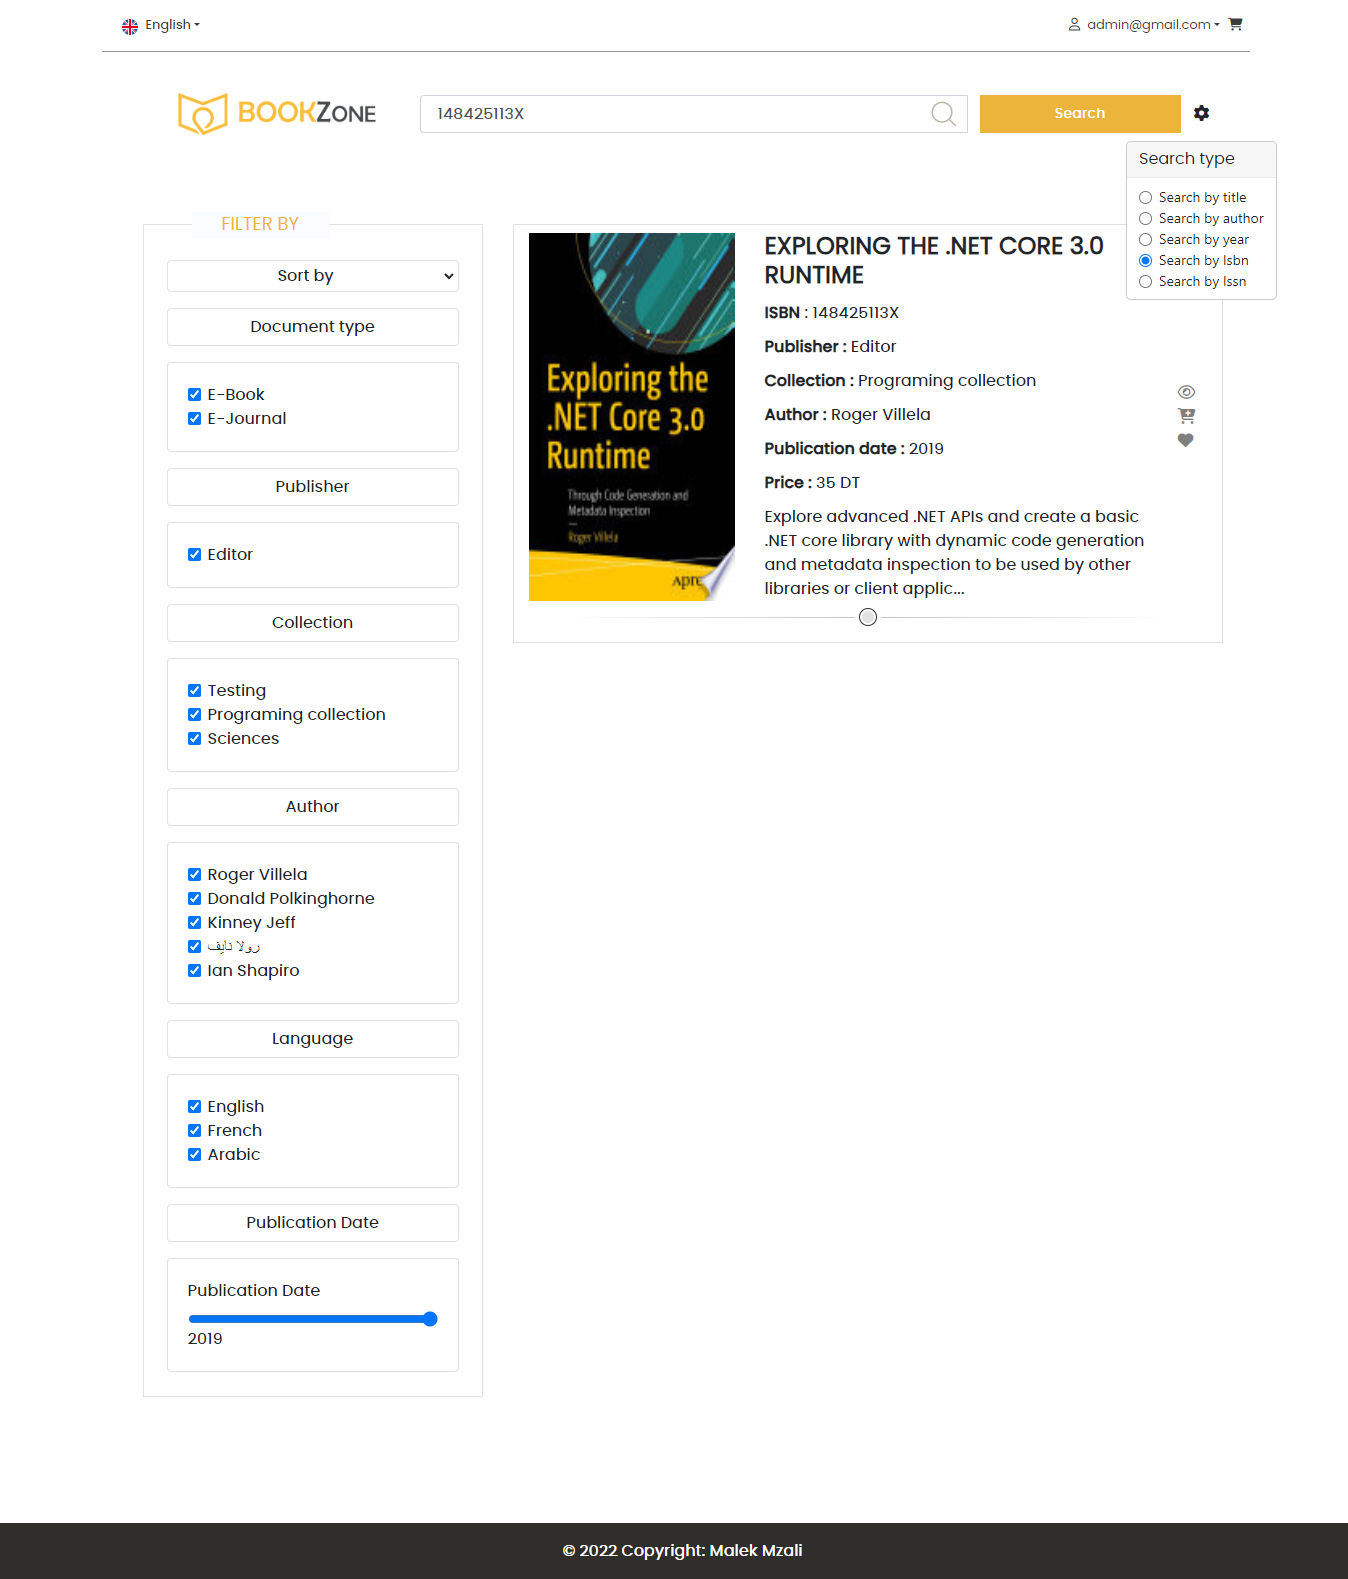 English
admin@gmail.com
BOOKZONE
148425113X
Search
Search type
Search by title
Search by author
Search by year
Search by Isbn
Search by Issn
FILTER BY
Sort by
Document type
E-Book
E-Journal
Publisher
Editor
Collection
Testing
Programing collection
Sciences
Author
Roger Villela
Donald Polkinghorne
Kinney Jeff
رولا نايف
Ian Shapiro
Language
English
French
Arabic
Publication Date
Publication Date
2019
Exploring the
.NET Core 3.0
Runtime
Through Code Generation and
Metadata Inspection
Roger Villela
Apre
EXPLORING THE .NET CORE 3.0
RUNTIME
ISBN : 148425113X
Publisher : Editor
Collection : Programing collection
Author : Roger Villela
Publication date : 2019
Price : 35 DT
Explore advanced .NET APIs and create a basic
.NET core library with dynamic code generation
and metadata inspection to be used by other
libraries or client applic...
© 2022 Copyright: Malek Mzali